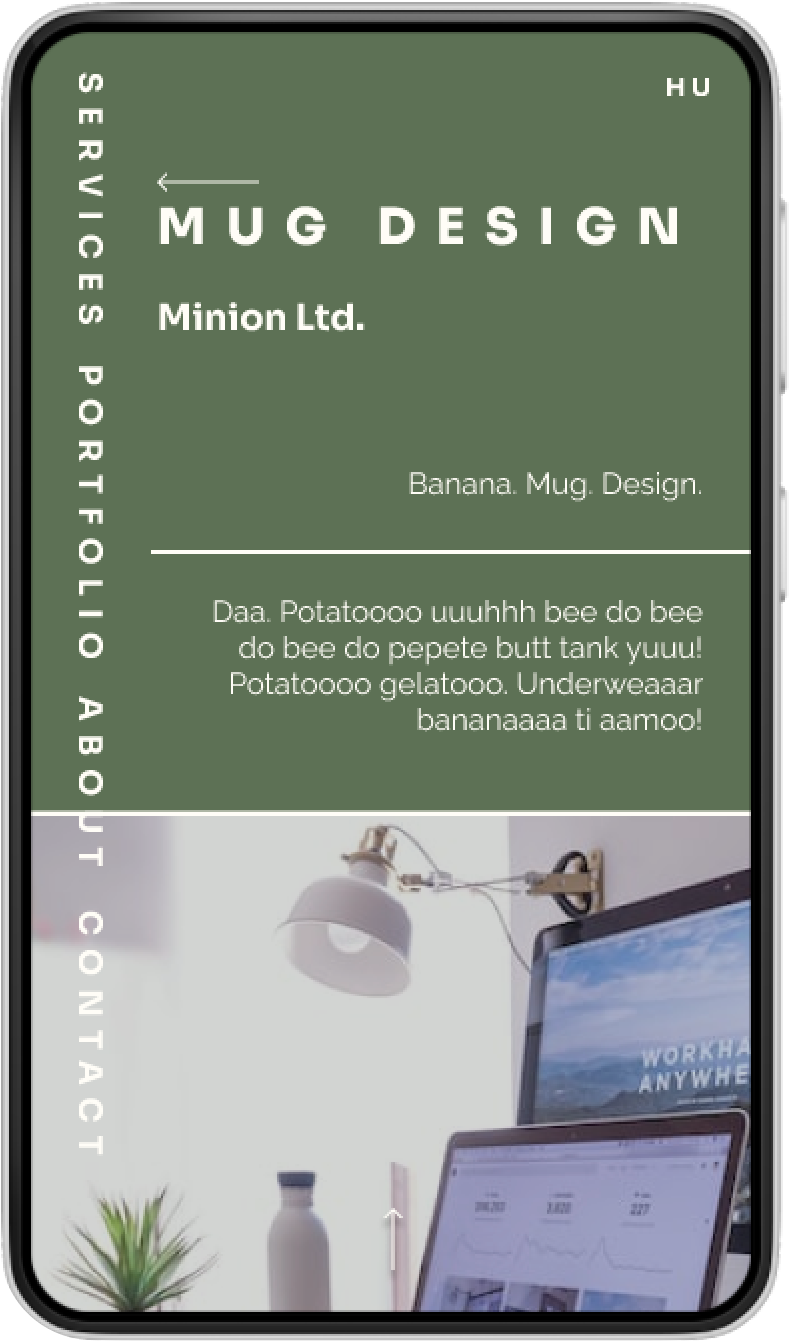 HU
SERVICES PORTFOLIO ABOUT CONTACT
MUG DESIGN
Minion Ltd.
Banana. Mug. Design.
Daa. Potatoooo uuuhhh bee do bee
do bee do pepete butt tank yuuu!
Potatoooo gelatooo. Underweaaar
bananaaaa ti aamoo!
WORKHA
ANYWHE
227